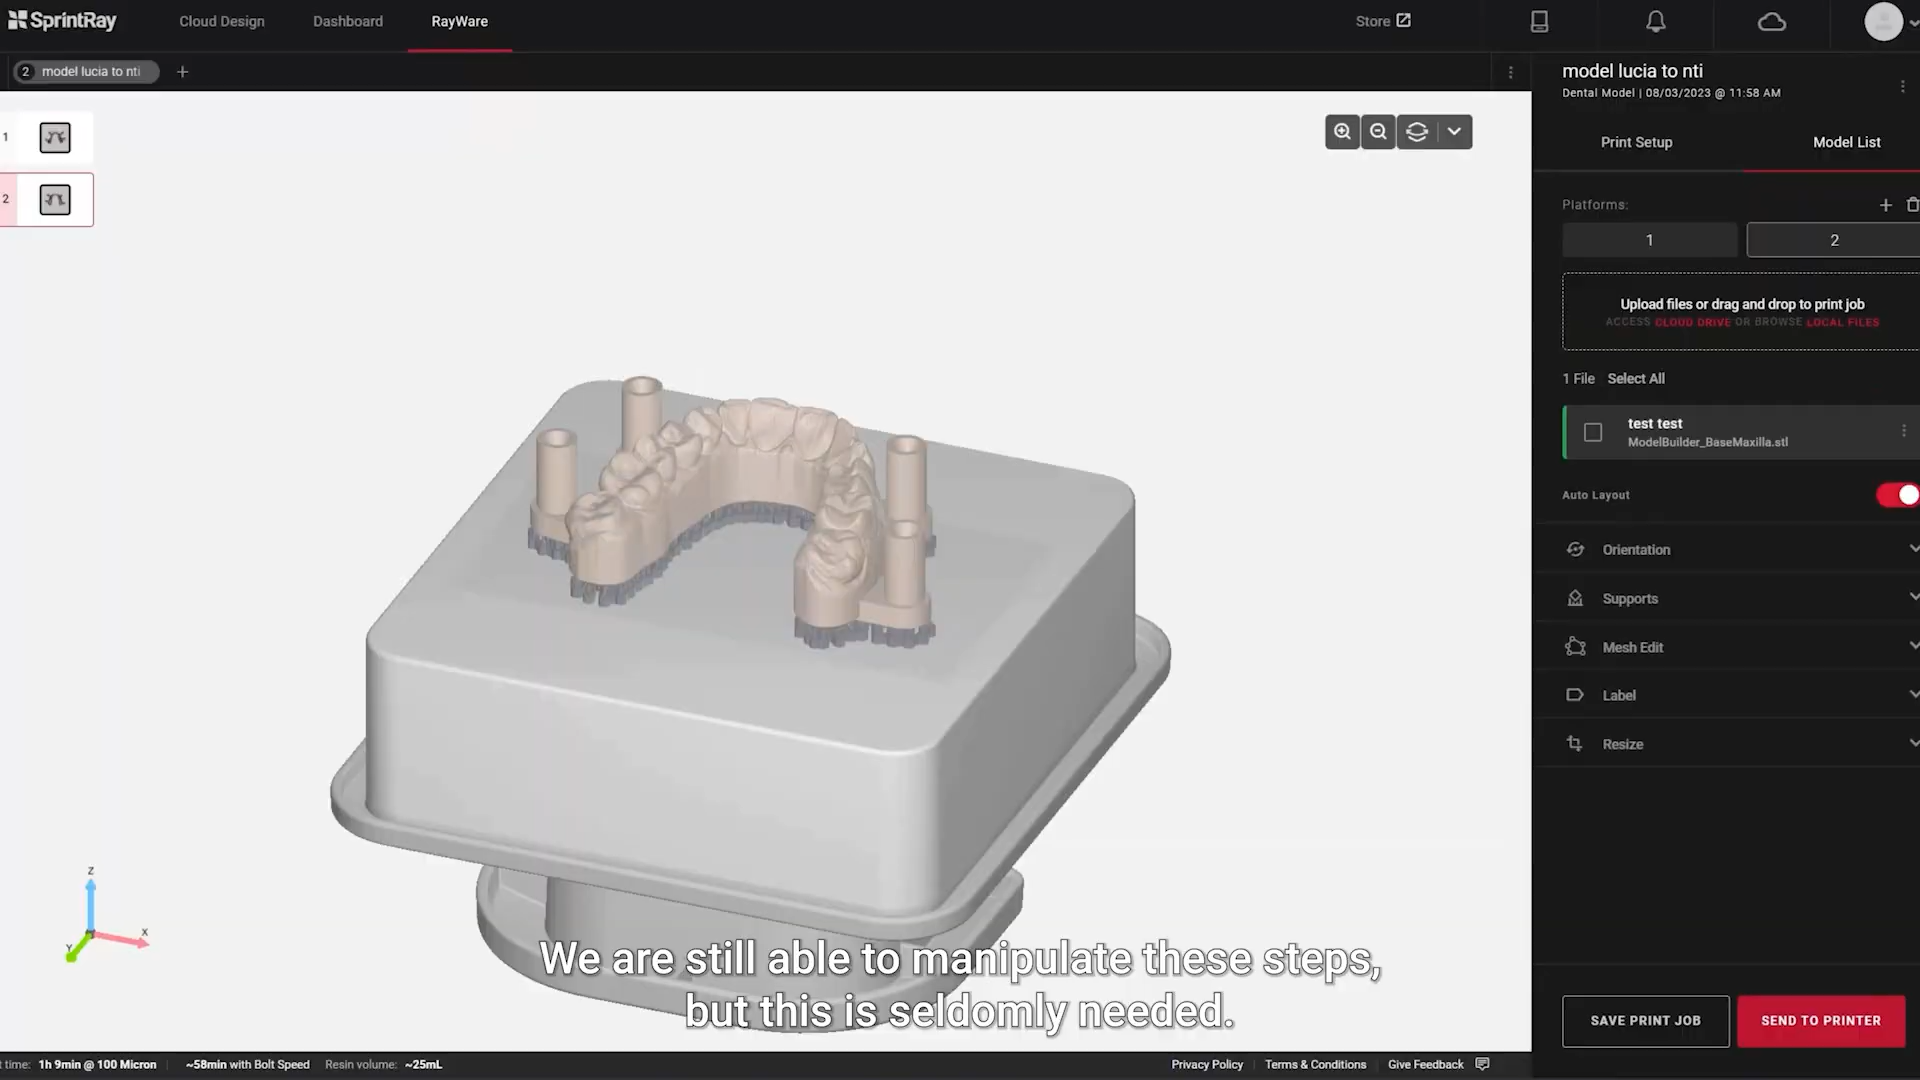 SprintRay
Cloud Design
Dashboard
RayWare
Store
2 model lucia to nti
+
1
2
model lucia to nti
Dental Model | 08/03/2023 @ 11:58 AM
Print Setup
Model List
Platforms:
1
2
Upload files or drag and drop to print job
ACCESS CLOUD DRIVE OR BROWSE LOCAL FILES
1 File Select All
test test
ModelBuilder_BaseMaxilla.stl
Auto Layout
Orientation
Supports
Mesh Edit
Label
Resize
Z
X
Y
We are still able to manipulate these steps,
but this is seldomly needed.
SAVE PRINT JOB
SEND TO PRINTER
time: 1h 9min @ 100 Micron
~58min with Bolt Speed
Resin volume: ~25mL
Privacy Policy
Terms & Conditions
Give Feedback